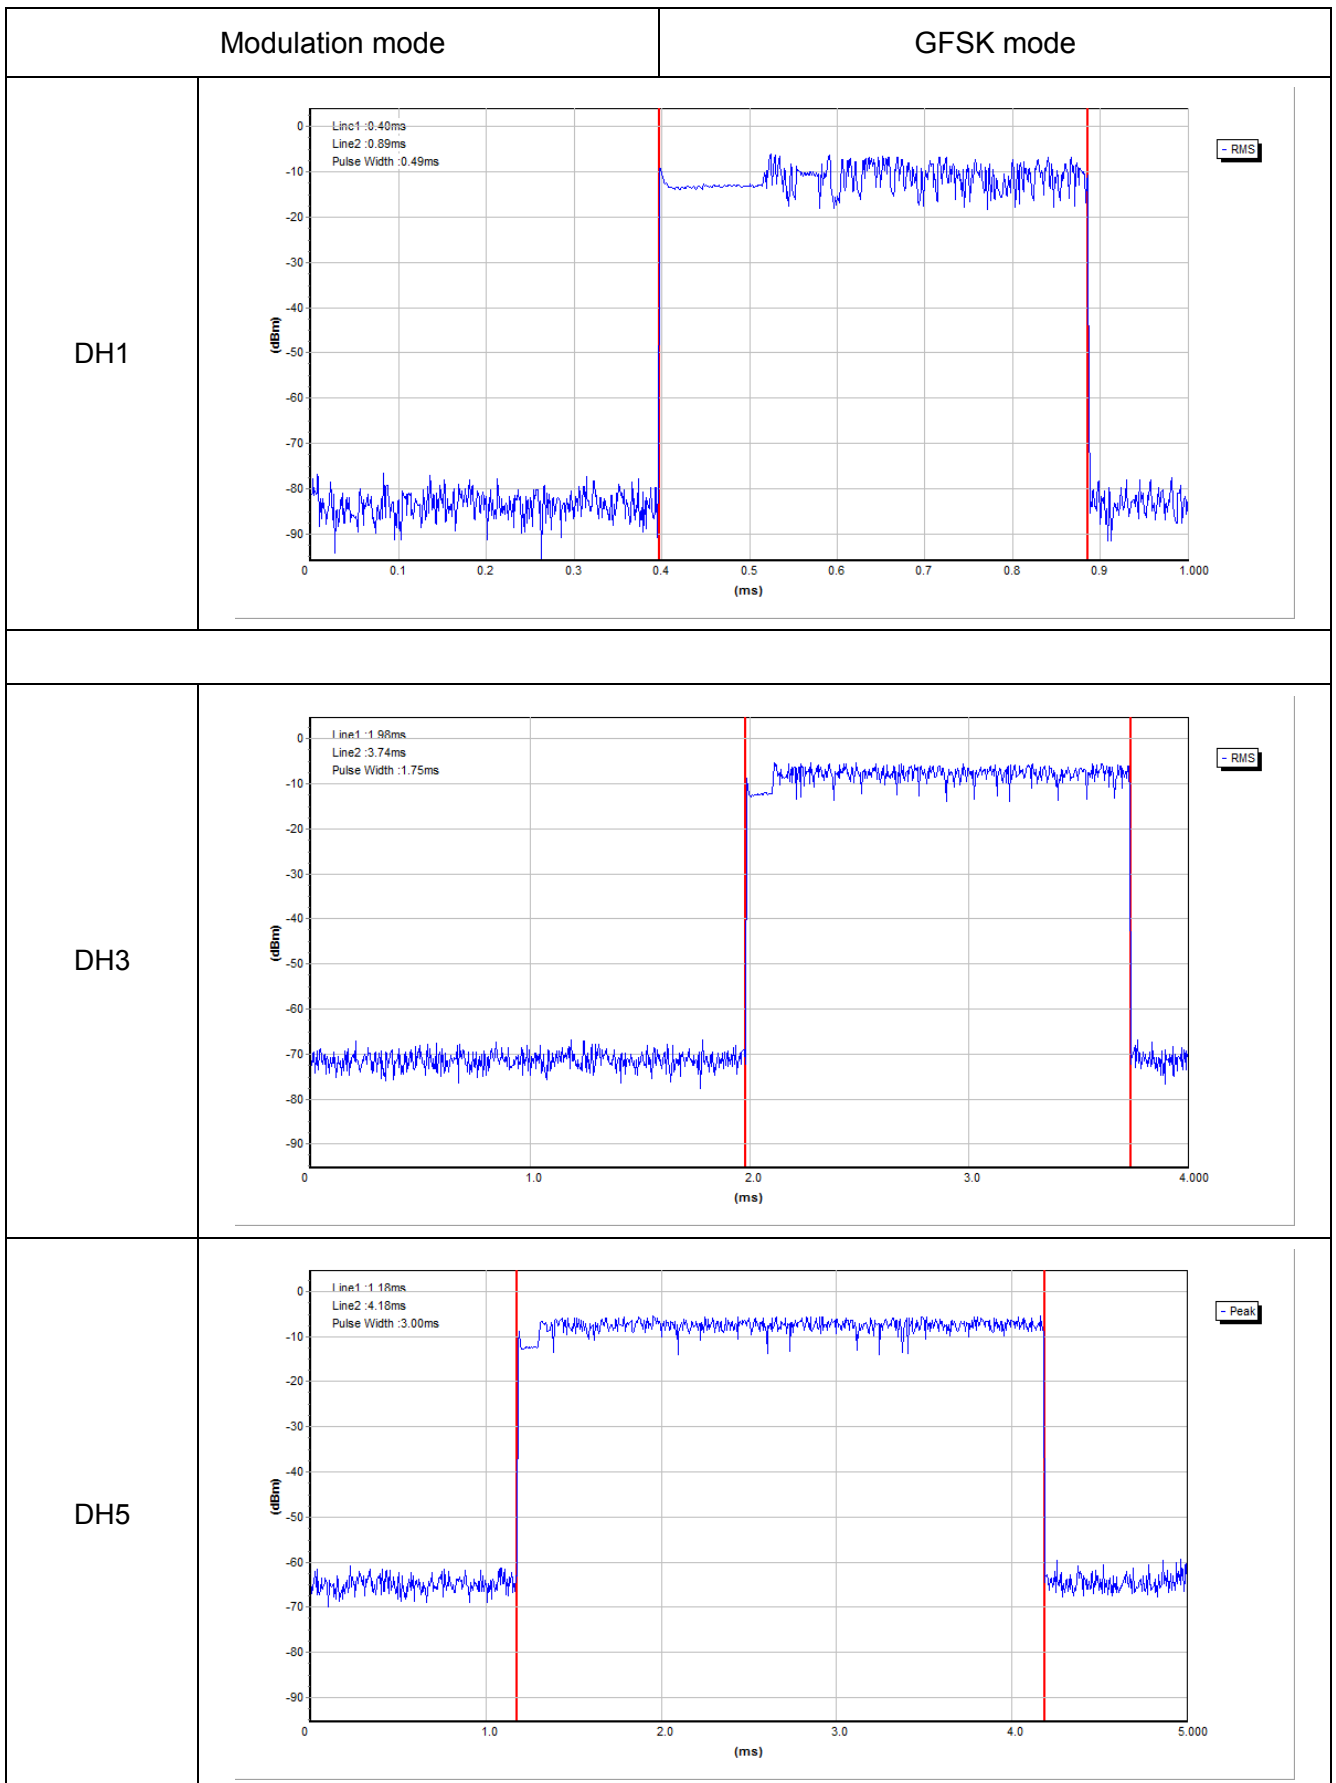 Modulation mode
GFSK mode
DH1
Line1 :0.40ms
Line2 :0.89ms
Pulse Width :0.49ms
- RMS
0
-10
-20
-30
-40
-50
-60
-70
-80
-90
(dBm)
0 0.1 0.2 0.3 0.4 0.5 0.6 0.7 0.8 0.9 1.000
(ms)
DH3
Line1 :1.98ms
Line2 :3.74ms
Pulse Width :1.75ms
- RMS
0
-10
-20
-30
-40
-50
-60
-70
-80
-90
(dBm)
0 1.0 2.0 3.0 4.000
(ms)
DH5
Line1 :1.18ms
Line2 :4.18ms
Pulse Width :3.00ms
- Peak
0
-10
-20
-30
-40
-50
-60
-70
-80
-90
(dBm)
0 1.0 2.0 3.0 4.0 5.000
(ms)